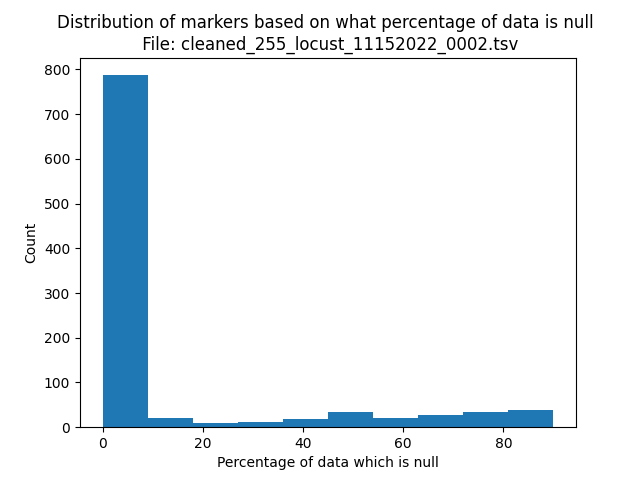 Distribution of markers based on what percentage of data is null
File: cleaned_255_locust_11152022_0002.tsv
800
700
600
500
400
300
200
100
0
Count
0 20 40 60 80
Percentage of data which is null